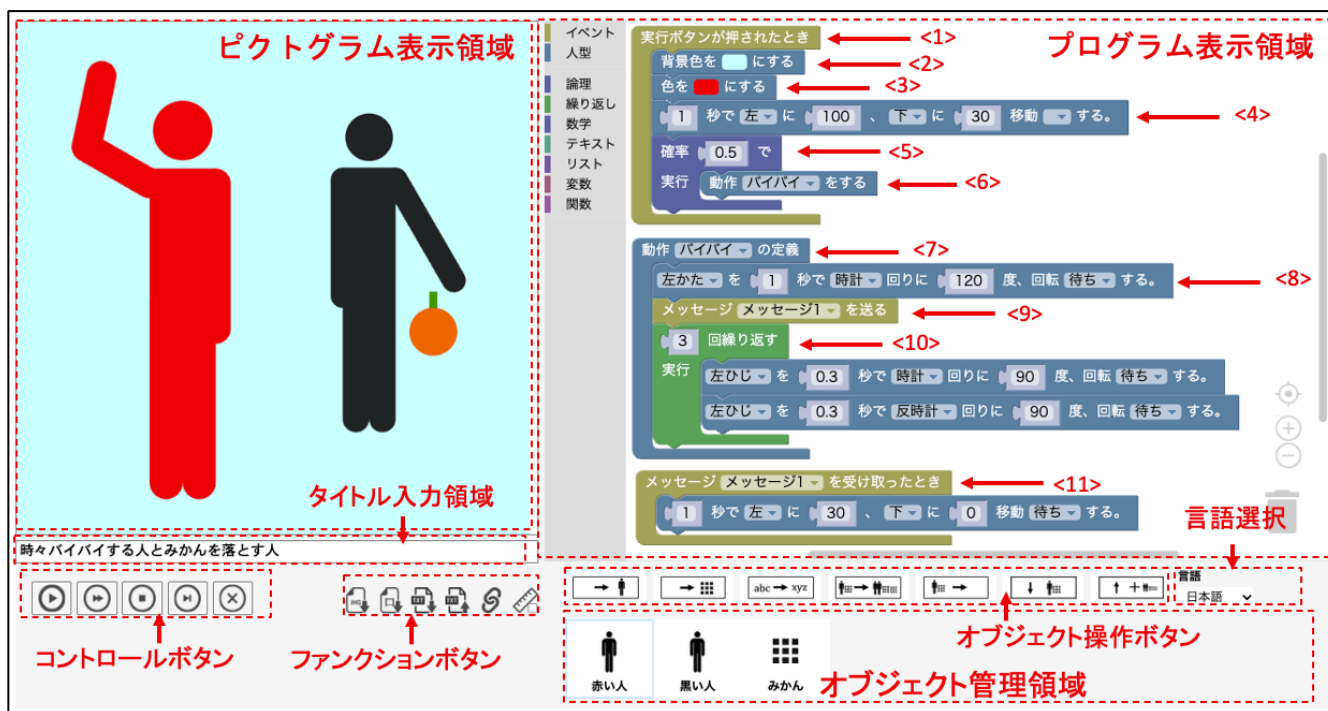 ピクトグラム表示領域
タイトル入力領域
時々バイバイする人とみかんを落とす人
コントロールボタン
IMG
TXT
TXT
ファンクションボタン
イベント
人型
論理
繰り返し
数学
テキスト
リスト
変数
関数
プログラム表示領域
実行ボタンが押されたとき <1>
背景色を にする <2>
色を にする <3>
1 秒で 左 に 100 、 下 に 30 移動 する。 <4>
確率 0.5 で <5>
実行 動作 バイバイ をする <6>
動作 バイバイ の定義 <7>
左かた を 1 秒で 時計 回りに 120 度、回転 待ち する。 <8>
メッセージ メッセージ1 を送る <9>
3 回繰り返す <10>
実行 左ひじ を 0.3 秒で 時計 回りに 90 度、回転 待ち する。
左ひじ を 0.3 秒で 反時計 回りに 90 度、回転 待ち する。
メッセージ メッセージ1 を受け取ったとき <11>
1 秒で 左 に 30 、 下 に 0 移動 待ち する。
言語選択
abc → xyz
言語
日本語
オブジェクト操作ボタン
赤い人 黒い人 みかん
オブジェクト管理領域